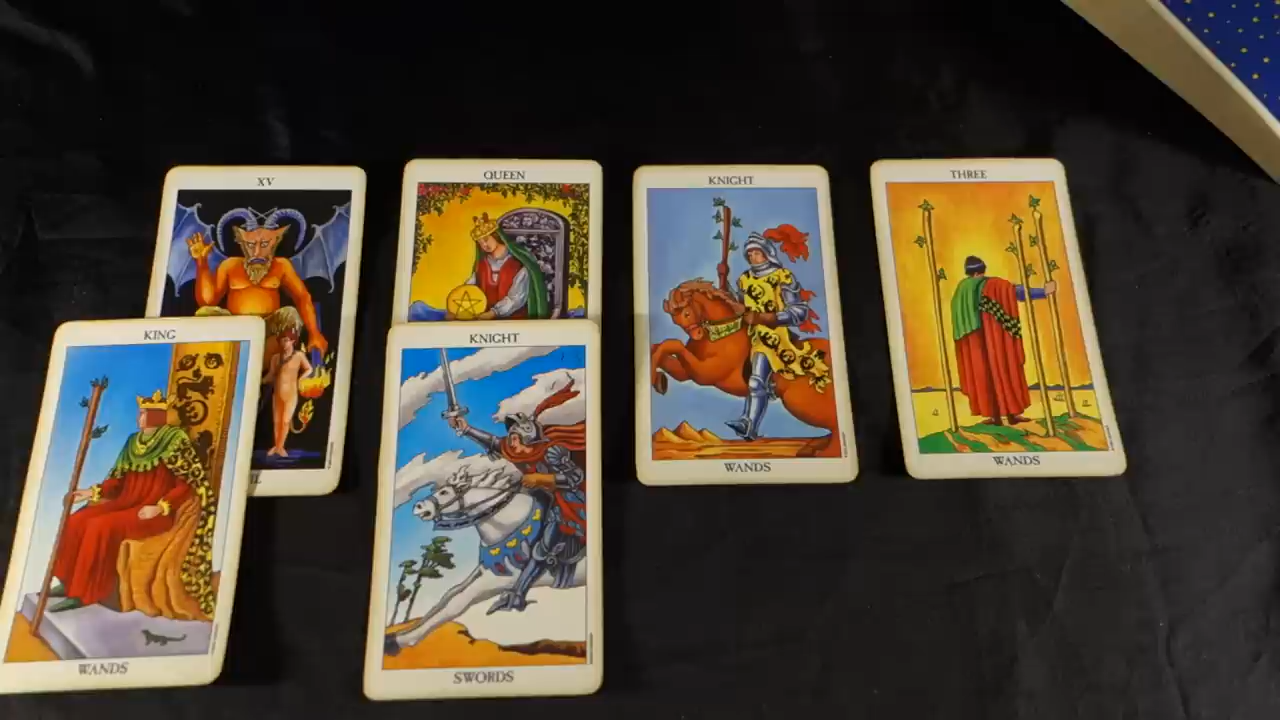 XV
QUEEN
KNIGHT
THREE
WANDS
WANDS
KING
WANDS
KNIGHT
SWORDS